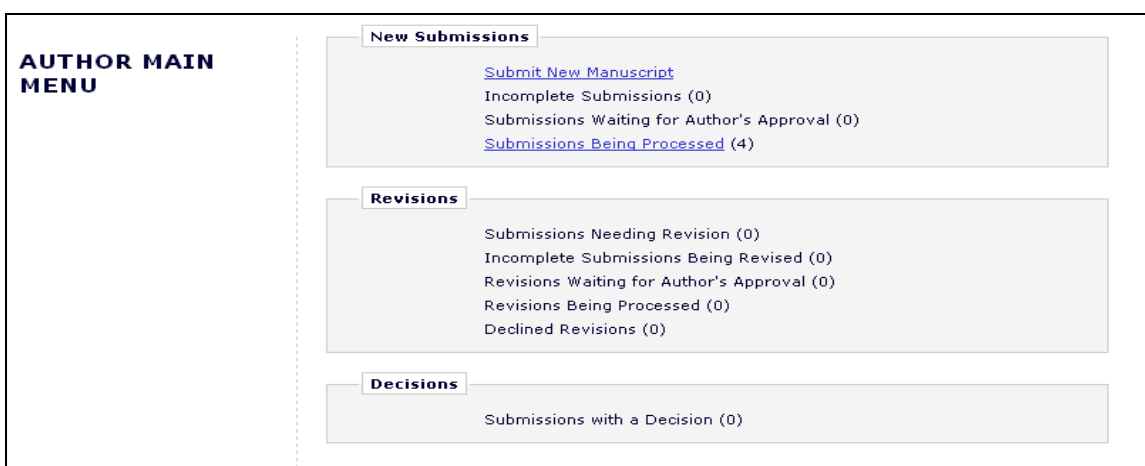 AUTHOR MAIN
MENU
New Submissions
Submit New Manuscript
Incomplete Submissions (0)
Submissions Waiting for Author's Approval (0)
Submissions Being Processed (4)
Revisions
Submissions Needing Revision (0)
Incomplete Submissions Being Revised (0)
Revisions Waiting for Author's Approval (0)
Revisions Being Processed (0)
Declined Revisions (0)
Decisions
Submissions with a Decision (0)